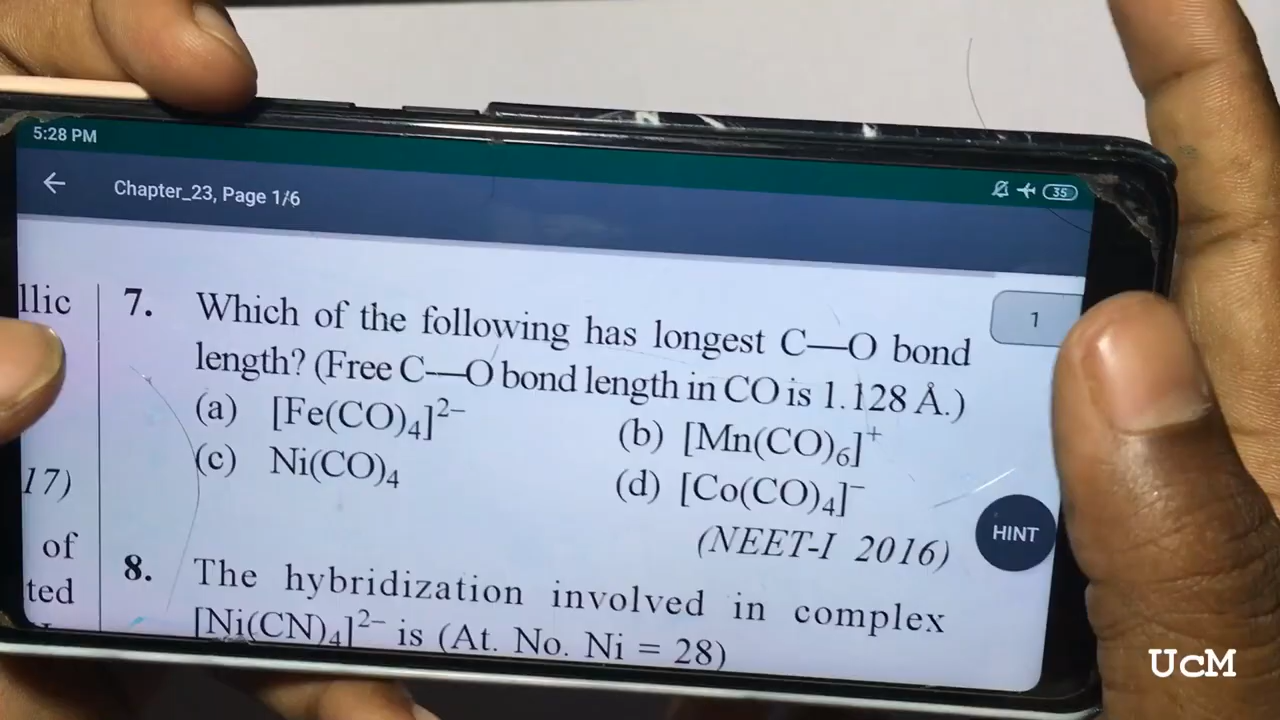 5:28 PM
35
Chapter_23, Page 1/6
1
llic
17)
of
ted
7. Which of the following has longest C—O bond
length? (Free C—O bond length in CO is 1.128 Å.)
(a) [Fe(CO)₄]²⁻ (b) [Mn(CO)₆]⁺
(c) Ni(CO)₄ (d) [Co(CO)₄]⁻
(NEET-I 2016)
HINT
8. The hybridization involved in complex
[Ni(CN)₄]²⁻ is (At. No. Ni = 28)
UcM